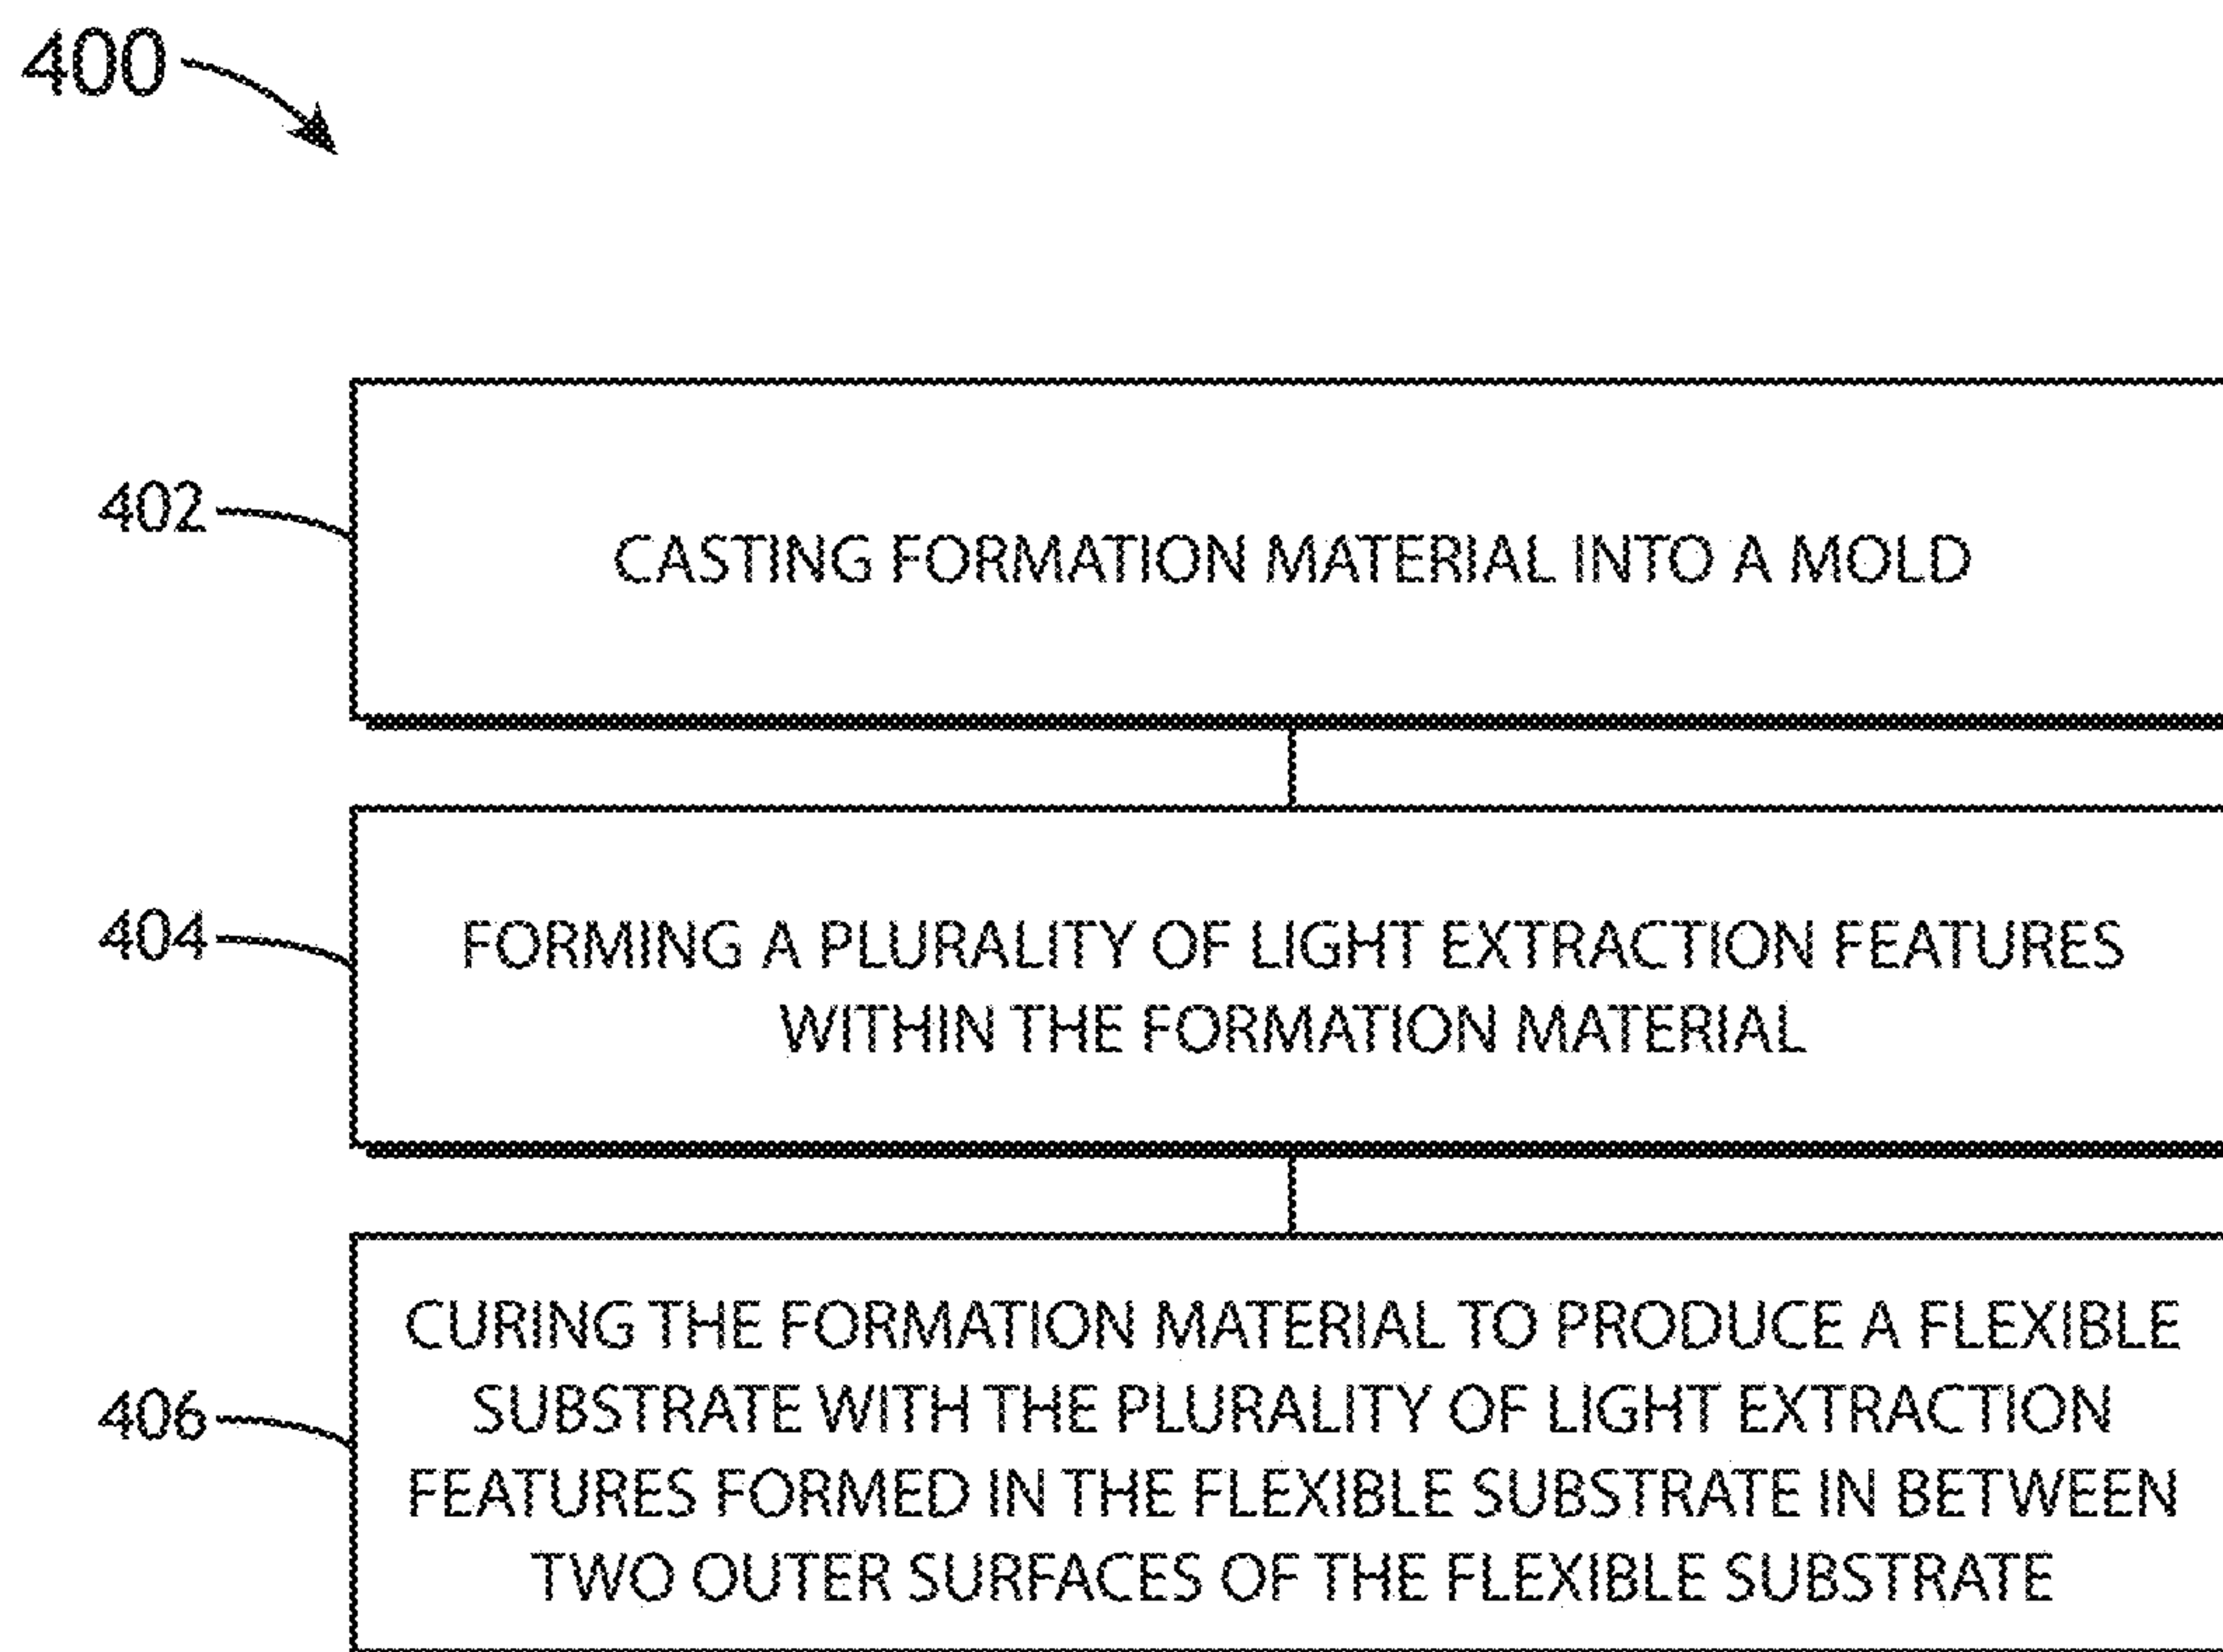 400
402
CASTING FORMATION MATERIAL INTO A MOLD
404
FORMING A PLURALITY OF LIGHT EXTRACTION FEATURES
WITHIN THE FORMATION MATERIAL
406
CURING THE FORMATION MATERIAL TO PRODUCE A FLEXIBLE
SUBSTRATE WITH THE PLURALITY OF LIGHT EXTRACTION
FEATURES FORMED IN THE FLEXIBLE SUBSTRATE IN BETWEEN
TWO OUTER SURFACES OF THE FLEXIBLE SUBSTRATE